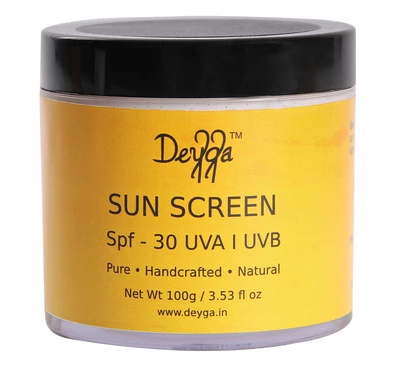 Deyga™
SUN SCREEN
Spf - 30 UVA I UVB
Pure • Handcrafted • Natural
Net Wt 100g / 3.53 fl oz
www.deyga.in